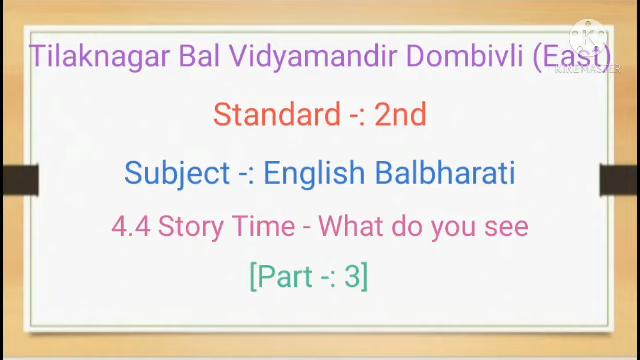 Tilaknagar Bal Vidyamandir Dombivli (East)
KINEMASTER
Standard -: 2nd
Subject -: English Balbharati
4.4 Story Time - What do you see
[Part -: 3]